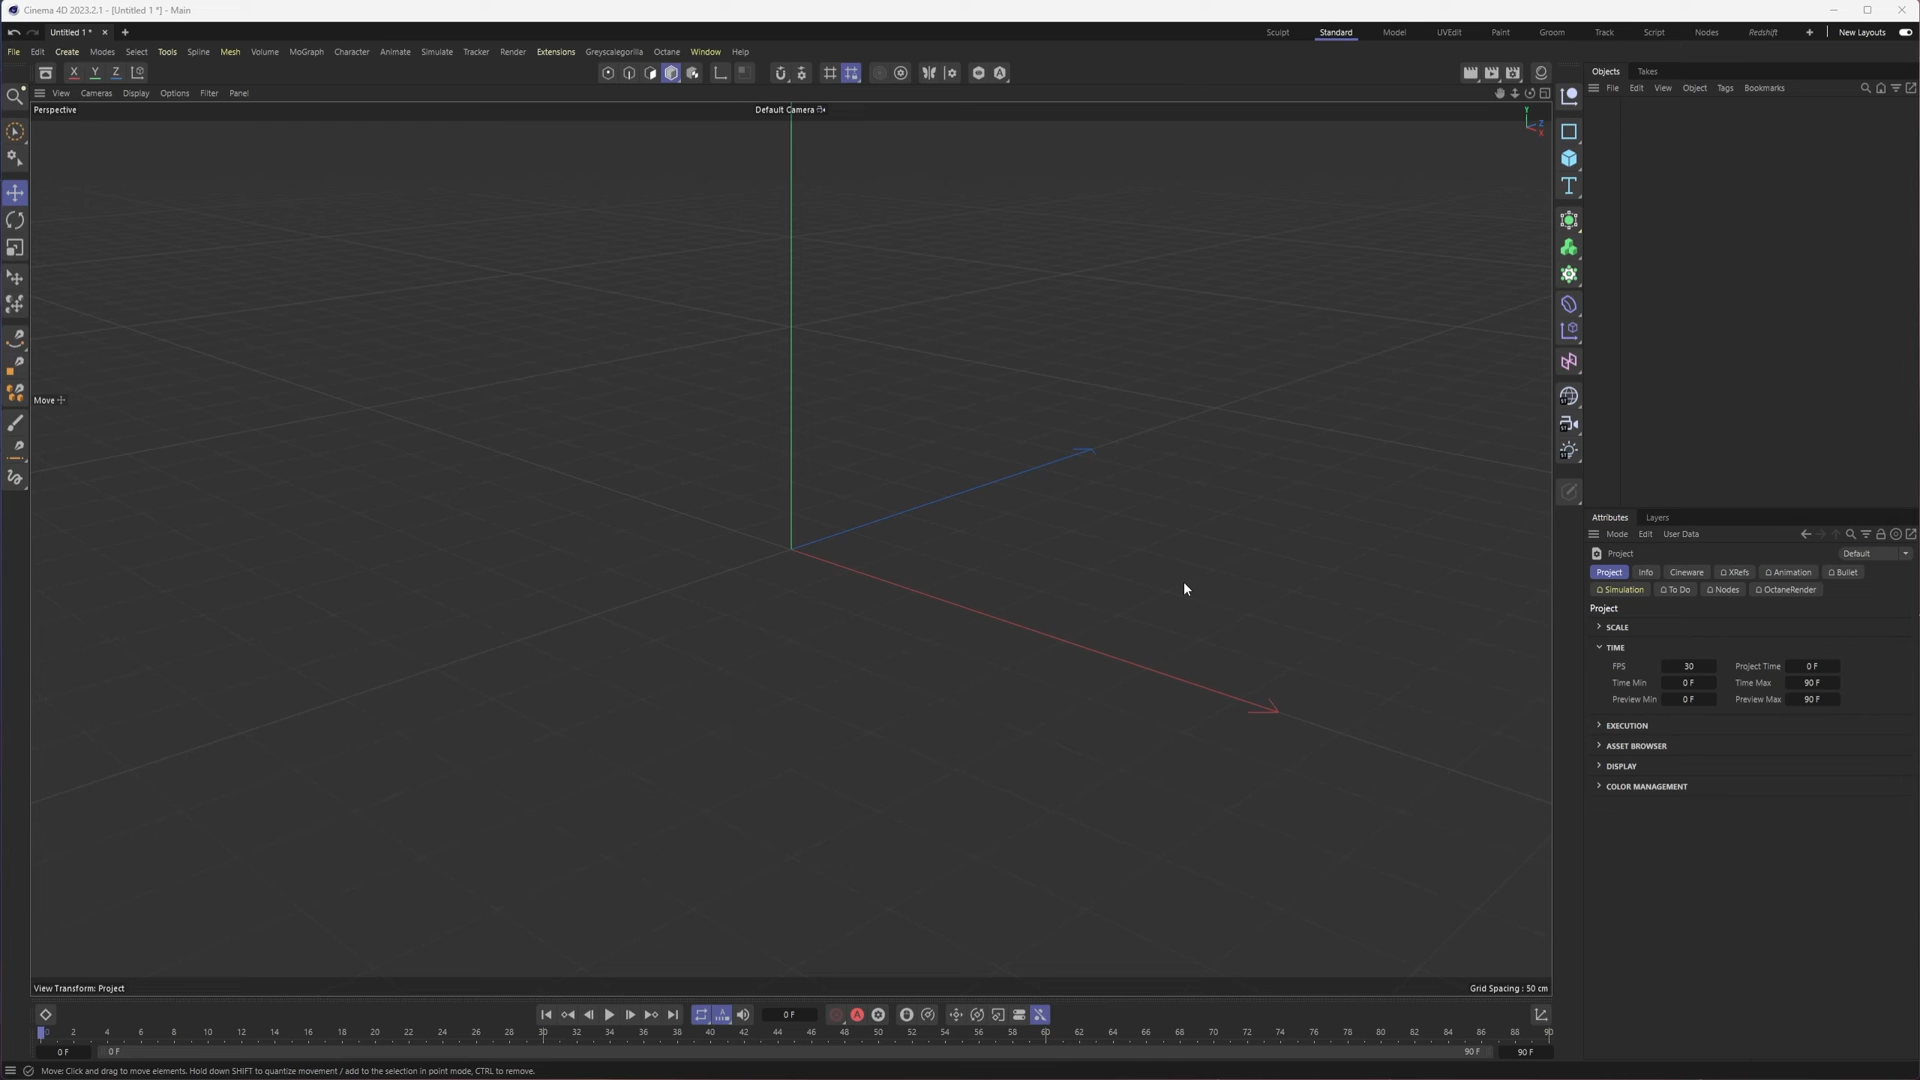 Cinema 4D 2023.2.1 - [Untitled 1 *] - Main
Untitled 1 *
Sculpt Standard Model UVEdit Paint Groom Track Script Nodes Redshift New Layouts
File Edit Create Modes Select Tools Spline Mesh Volume MoGraph Character Animate Simulate Tracker Render Extensions Greyscalegorilla Octane Window Help
X Y Z
Objects Takes
File Edit View Object Tags Bookmarks
View Cameras Display Options Filter Panel
Perspective
Default Camera
Y
Z
X
Move
Attributes Layers
Mode Edit User Data
Project Default
Project Info Cineware XRefs Animation Bullet
Simulation To Do Nodes OctaneRender
Project
SCALE
TIME
FPS 30 Project Time 0 F
Time Min 0 F Time Max 90 F
Preview Min 0 F Preview Max 90 F
EXECUTION
ASSET BROWSER
DISPLAY
COLOR MANAGEMENT
View Transform: Project
Grid Spacing : 50 cm
0 F
0 2 4 6 8 10 12 14 16 18 20 22 24 26 28 30 32 34 36 38 40 42 44 46 48 50 52 54 56 58 60 62 64 66 68 70 72 74 76 78 80 82 84 86 88 90
0 F 0 F 90 F 90 F
Move: Click and drag to move elements. Hold down SHIFT to quantize movement / add to the selection in point mode, CTRL to remove.